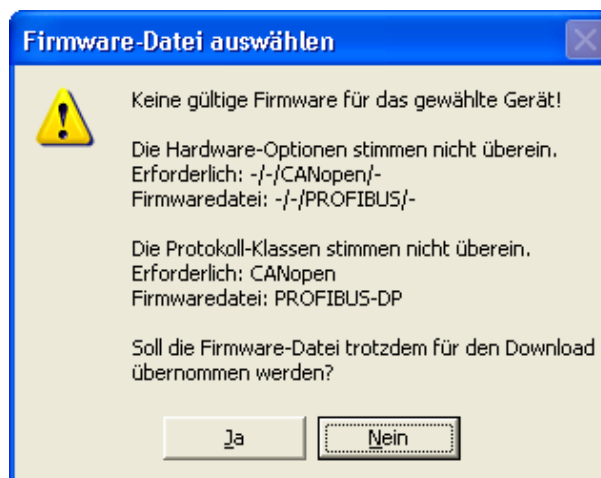 Firmware-Datei auswählen
Keine gültige Firmware für das gewählte Gerät!
Die Hardware-Optionen stimmen nicht überein.
Erforderlich: -/-/CANopen/-
Firmwaredatei: -/-/PROFIBUS/-
Die Protokoll-Klassen stimmen nicht überein.
Erforderlich: CANopen
Firmwaredatei: PROFIBUS-DP
Soll die Firmware-Datei trotzdem für den Download
übernommen werden?
Ja
Nein